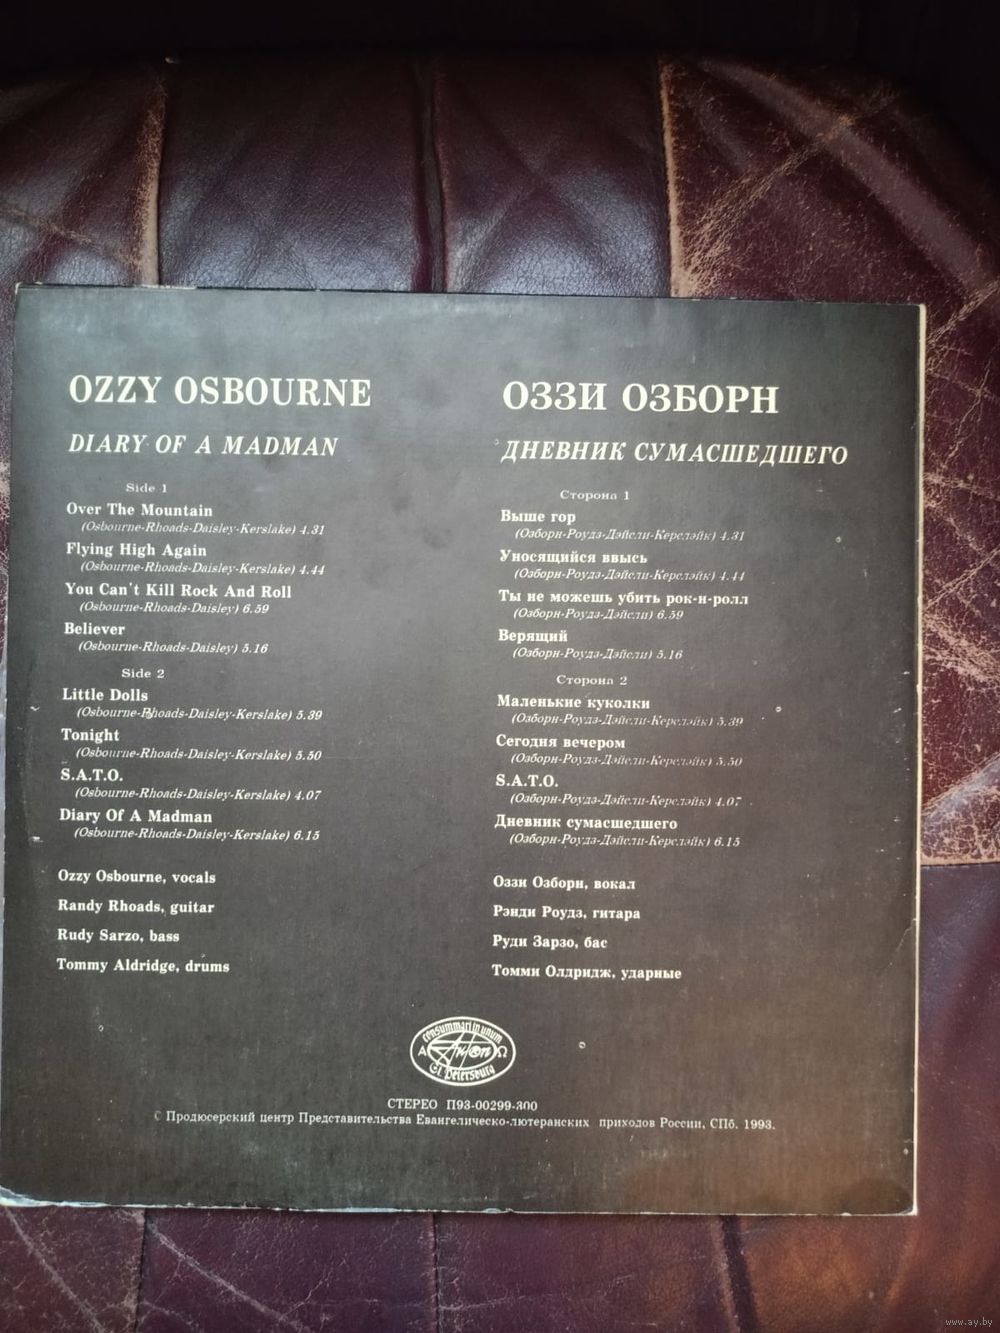 OZZY OSBOURNE
DIARY OF A MADMAN
Side 1
Over The Mountain
(Osbourne-Rhoads-Daisley-Kerslake) 4.31
Flying High Again
(Osbourne-Rhoads-Daisley-Kerslake) 4.44
You Can't Kill Rock And Roll
(Osbourne-Rhoads-Daisley) 6.59
Believer
(Osbourne-Rhoads-Daisley) 5.16
Side 2
Little Dolls
(Osbourne-Rhoads-Daisley-Kerslake) 5.39
Tonight
(Osbourne-Rhoads-Daisley-Kerslake) 5.50
S.A.T.O.
(Osbourne-Rhoads-Daisley-Kerslake) 4.07
Diary Of A Madman
(Osbourne-Rhoads-Daisley-Kerslake) 6.15
Ozzy Osbourne, vocals
Randy Rhoads, guitar
Rudy Sarzo, bass
Tommy Aldridge, drums
ОЗЗИ ОЗБОРН
ДНЕВНИК СУМАСШЕДШЕГО
Сторона 1
Выше гор
(Озборн-Роудз-Дэйсли-Керслэйк) 4.31
Уносящийся ввысь
(Озборн-Роудз-Дэйсли-Керслэйк) 4.44
Ты не можешь убить рок-н-ролл
(Озборн-Роудз-Дэйсли) 6.59
Верящий
(Озборн-Роудз-Дэйсли) 5.16
Сторона 2
Маленькие куколки
(Озборн-Роудз-Дэйсли-Керслэйк) 5.39
Сегодня вечером
(Озборн-Роудз-Дэйсли-Керслэйк) 5.50
S.A.T.O.
(Озборн-Роудз-Дэйсли-Керслэйк) 4.07
Дневник сумасшедшего
(Озборн-Роудз-Дэйсли-Керслэйк) 6.15
Оззи Озборн, вокал
Рэнди Роудз, гитара
Руди Зарзо, бас
Томми Олдридж, ударные
consummari in unum
А Ω
St. Petersburg
СТЕРЕО П93-00299-300
С Продюсерский центр Представительства Евангелическо-лютеранских приходов России, СПб. 1993.
www.ay.by